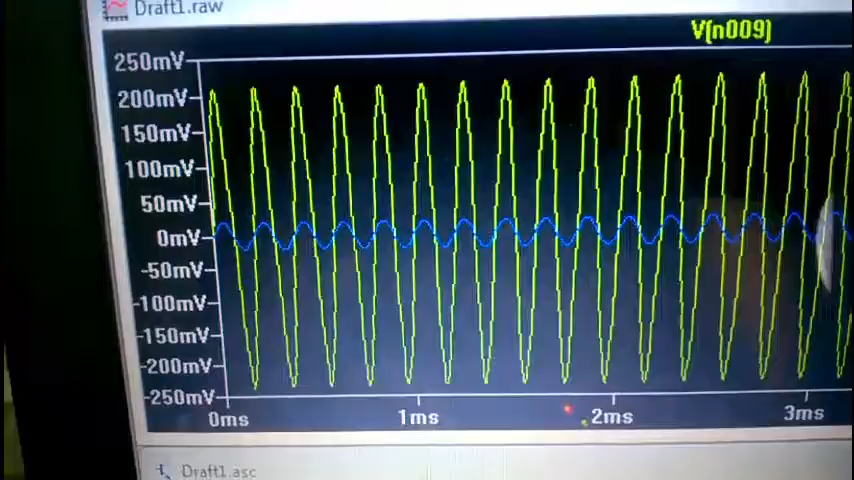 Draft1.raw
V(n009)
250mV
200mV
150mV
100mV
50mV
0mV
-50mV
-100mV
-150mV
-200mV
-250mV
0ms 1ms 2ms 3ms
Draft1.asc